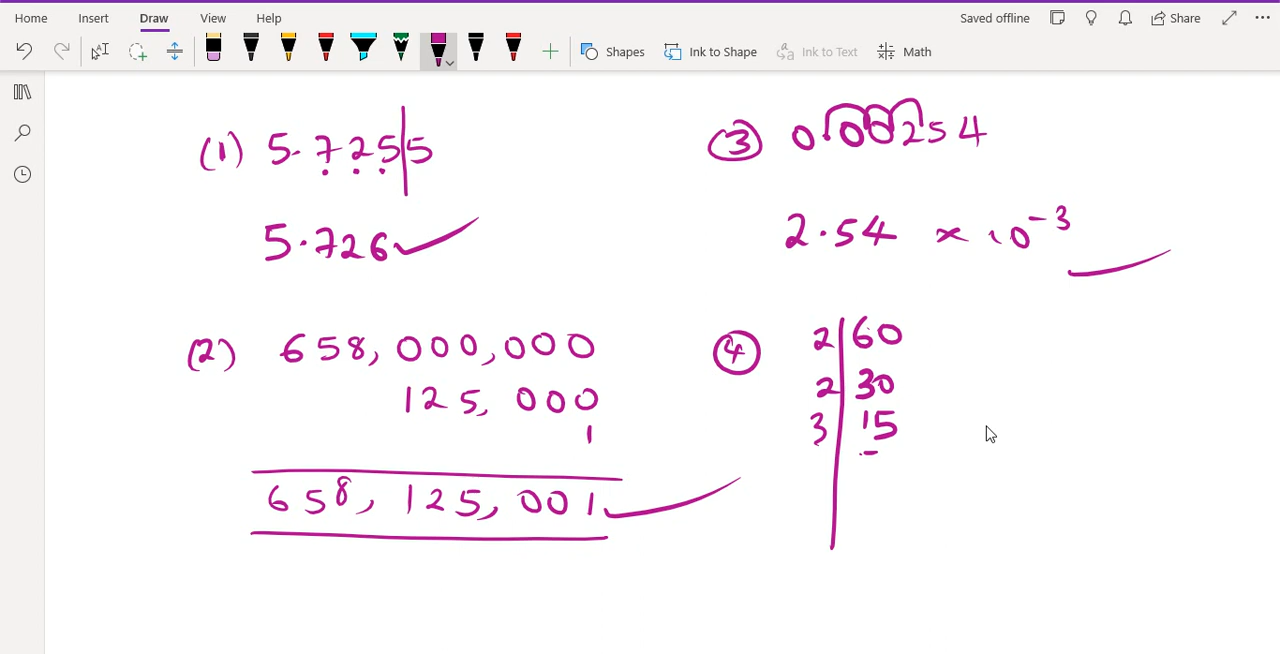 Home Insert Draw View Help Saved offline Share
Shapes Ink to Shape Ink to Text Math
(1) 5.7255
5.726
(2) 658,000,000
125,000
1
658,125,001
3 0.00254
2.54 × 10⁻³
4 2 60
2 30
3 15